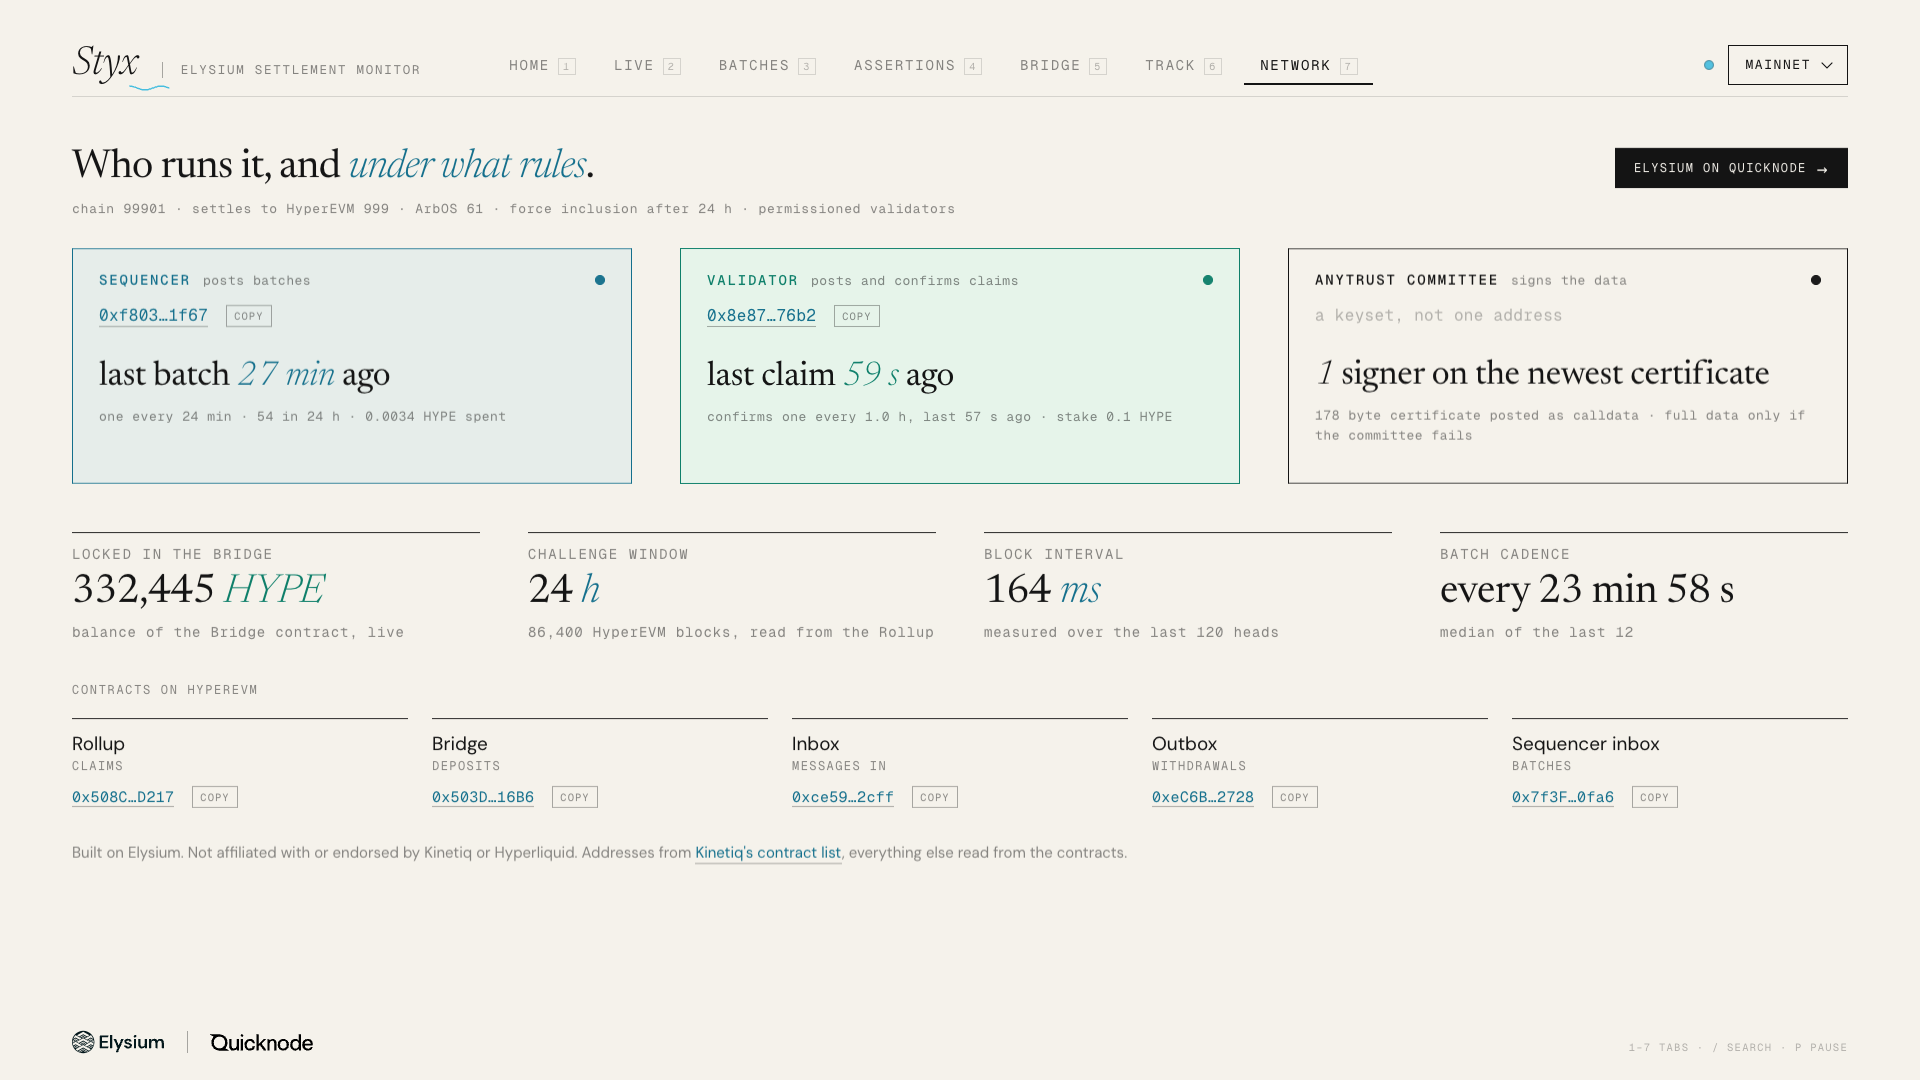 Styx | ELYSIUM SETTLEMENT MONITOR HOME 1 LIVE 2 BATCHES 3 ASSERTIONS 4 BRIDGE 5 TRACK 6 NETWORK 7 MAINNET
Who runs it, and under what rules.
ELYSIUM ON QUICKNODE →
chain 99901 · settles to HyperEVM 999 · ArbOS 61 · force inclusion after 24 h · permissioned validators
SEQUENCER posts batches
0xf803…1f67 COPY
last batch 27 min ago
one every 24 min · 54 in 24 h · 0.0034 HYPE spent
VALIDATOR posts and confirms claims
0x8e87…76b2 COPY
last claim 59 s ago
confirms one every 1.0 h, last 57 s ago · stake 0.1 HYPE
ANYTRUST COMMITTEE signs the data
a keyset, not one address
1 signer on the newest certificate
178 byte certificate posted as calldata · full data only if
the committee fails
LOCKED IN THE BRIDGE
332,445 HYPE
balance of the Bridge contract, live
CHALLENGE WINDOW
24 h
86,400 HyperEVM blocks, read from the Rollup
BLOCK INTERVAL
164 ms
measured over the last 120 heads
BATCH CADENCE
every 23 min 58 s
median of the last 12
CONTRACTS ON HYPEREVM
Rollup
CLAIMS
0x508C…D217 COPY
Bridge
DEPOSITS
0x503D…16B6 COPY
Inbox
MESSAGES IN
0xce59…2cff COPY
Outbox
WITHDRAWALS
0xeC6B…2728 COPY
Sequencer inbox
BATCHES
0x7f3F…0fa6 COPY
Built on Elysium. Not affiliated with or endorsed by Kinetiq or Hyperliquid. Addresses from Kinetiq's contract list, everything else read from the contracts.
Elysium | Quicknode
1–7 TABS · / SEARCH · P PAUSE